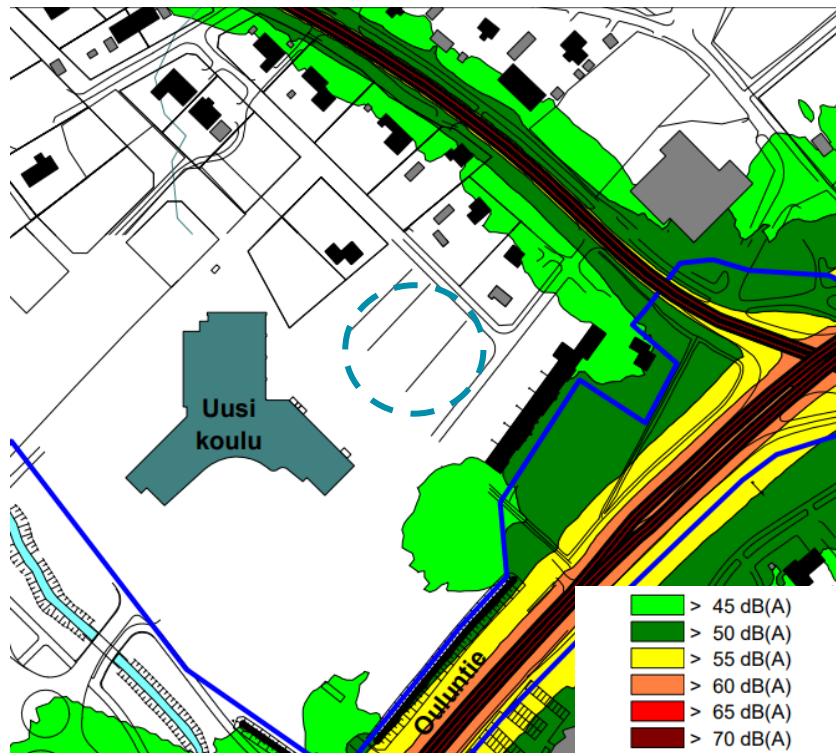 Uusi
koulu
Ouluntie
> 45 dB(A)
> 50 dB(A)
> 55 dB(A)
> 60 dB(A)
> 65 dB(A)
> 70 dB(A)